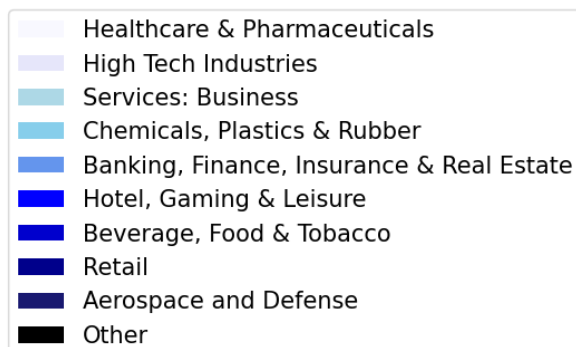 Healthcare & Pharmaceuticals
High Tech Industries
Services: Business
Chemicals, Plastics & Rubber
Banking, Finance, Insurance & Real Estate
Hotel, Gaming & Leisure
Beverage, Food & Tobacco
Retail
Aerospace and Defense
Other